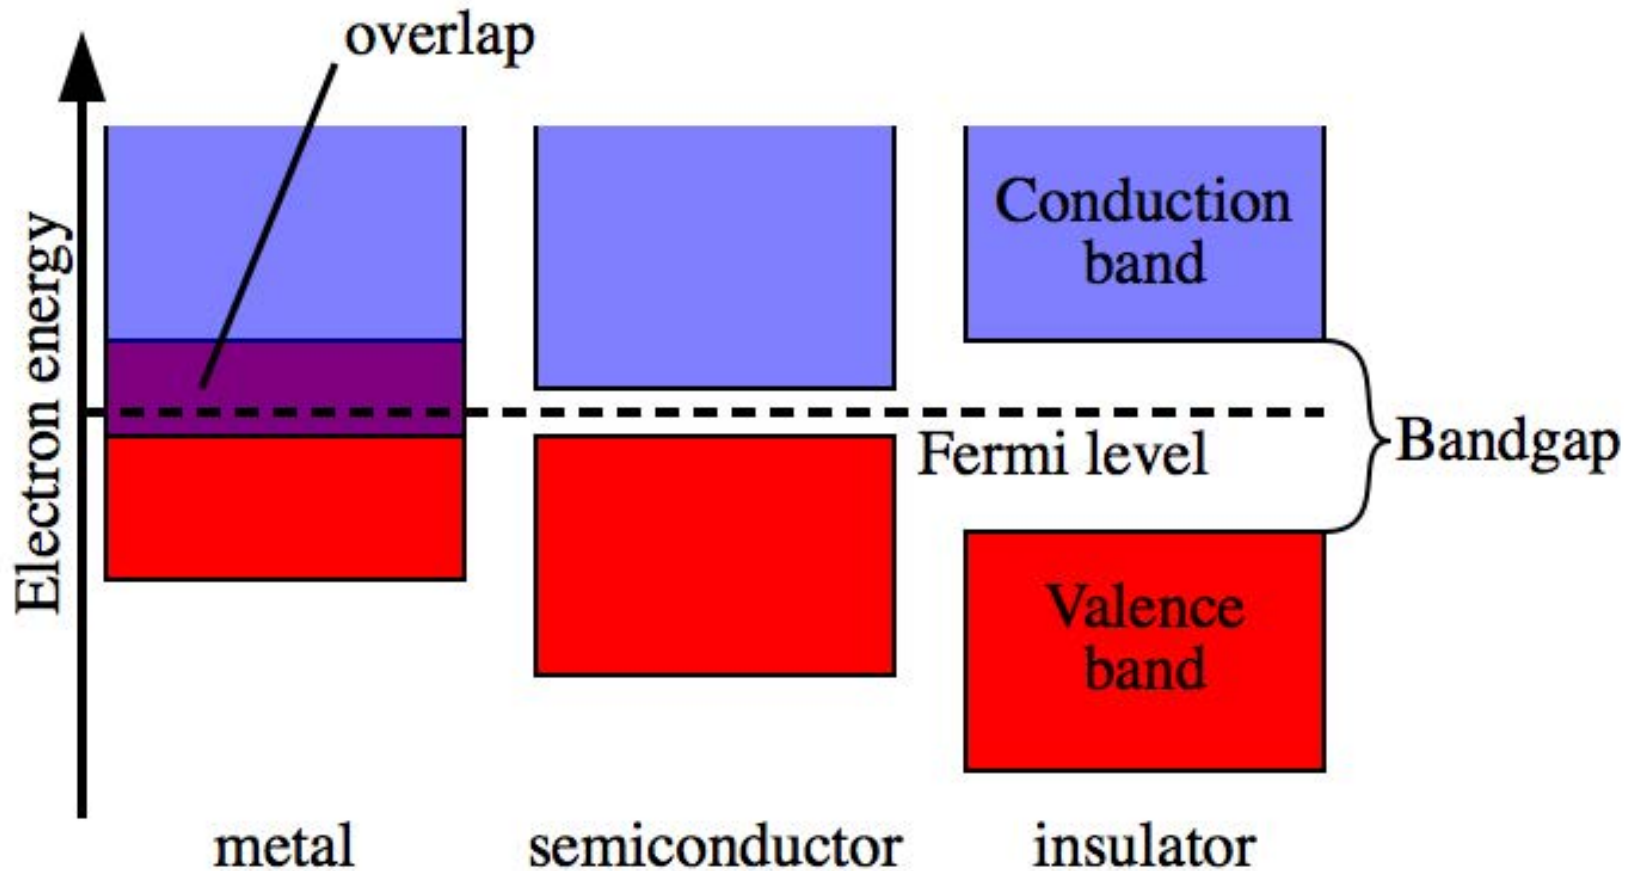 overlap
Electron energy
Conduction
band
Fermi level
Bandgap
Valence
band
metal
semiconductor
insulator